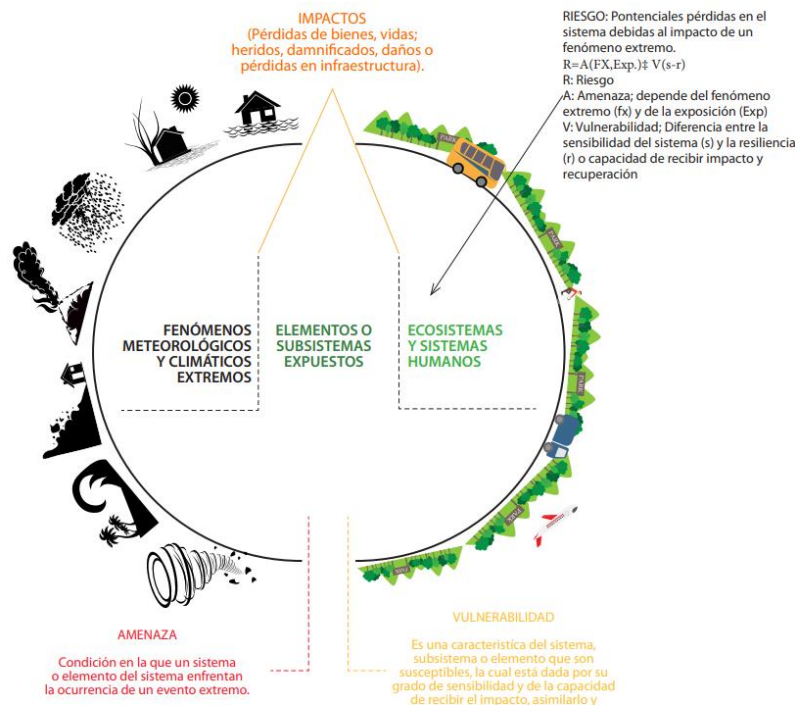 IMPACTOS
(Pérdidas de bienes, vidas;
heridos, damnificados, daños o
pérdidas en infraestructura).
RIESGO: Pontenciales pérdidas en el
sistema debidas al impacto de un
fenómeno extremo.
R=A(FX,Exp.)‡ V(s-r)
R: Riesgo
A: Amenaza; depende del fenómeno
extremo (fx) y de la exposición (Exp)
V: Vulnerabilidad; Diferencia entre la
sensibilidad del sistema (s) y la resiliencia
(r) o capacidad de recibir impacto y
recuperación
PARK
PARK
PARK
PARK
PARK
FENÓMENOS
METEOROLÓGICOS
Y CLIMÁTICOS
EXTREMOS
ELEMENTOS O
SUBSISTEMAS
EXPUESTOS
ECOSISTEMAS
Y SISTEMAS
HUMANOS
AMENAZA
Condición en la que un sistema
o elemento del sistema enfrentan
la ocurrencia de un evento extremo.
VULNERABILIDAD
Es una característica del sistema,
subsistema o elemento que son
susceptibles, la cual está dada por su
grado de sensibilidad y de la capacidad
de recibir el impacto, asimilarlo y